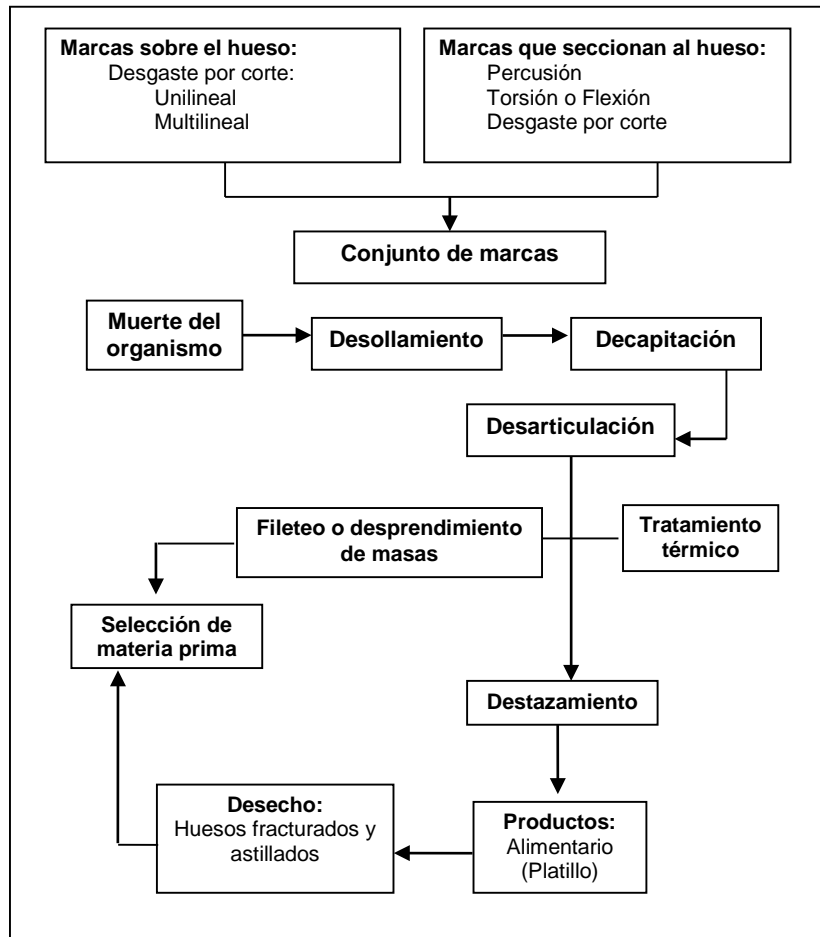 Marcas sobre el hueso:
Desgaste por corte:
Unilineal
Multilineal
Marcas que seccionan al hueso:
Percusión
Torsión o Flexión
Desgaste por corte
Conjunto de marcas
Muerte del
organismo
Desollamiento
Decapitación
Desarticulación
Fileteo o desprendimiento
de masas
Tratamiento
térmico
Selección de
materia prima
Destazamiento
Desecho:
Huesos fracturados y
astillados
Productos:
Alimentario
(Platillo)